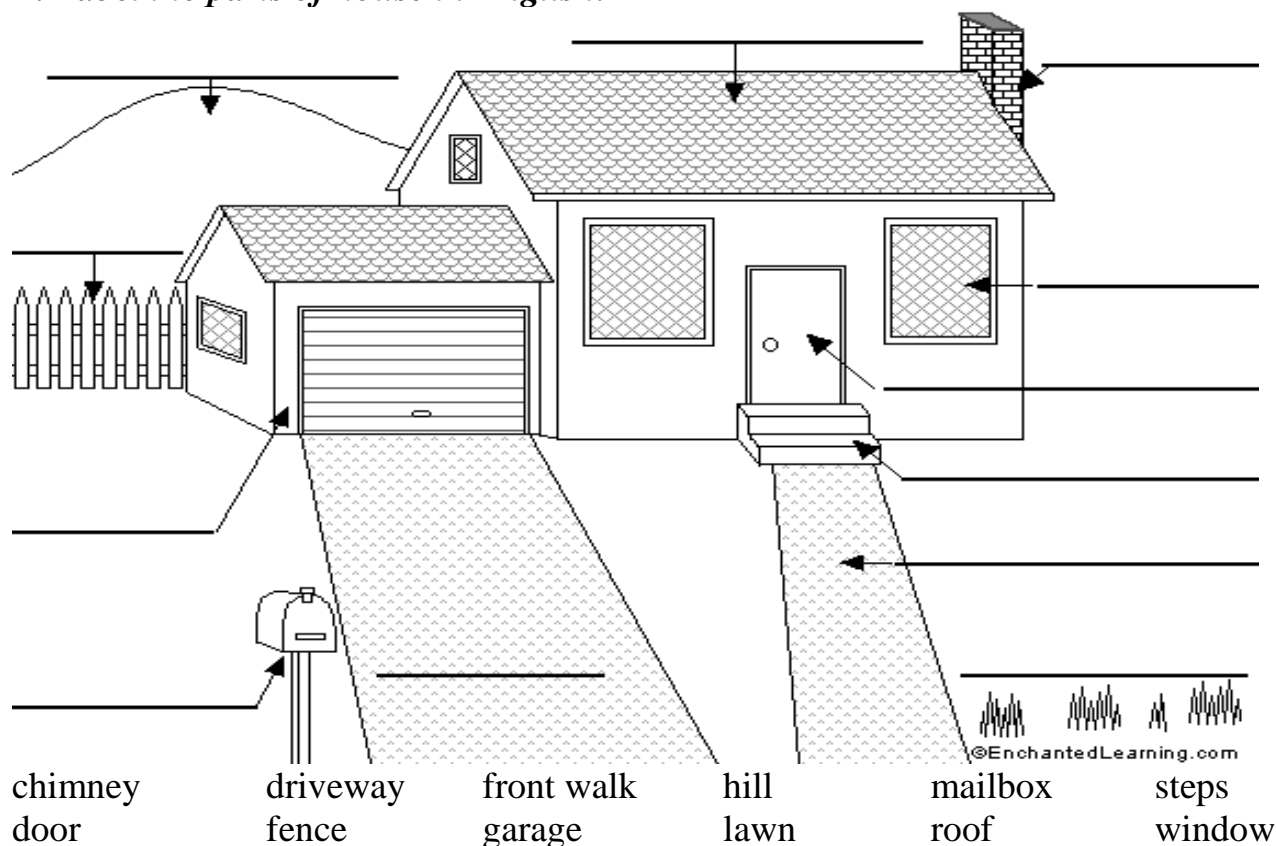 ©EnchantedLearning.com
chimney driveway front walk hill mailbox steps
door fence garage lawn roof window